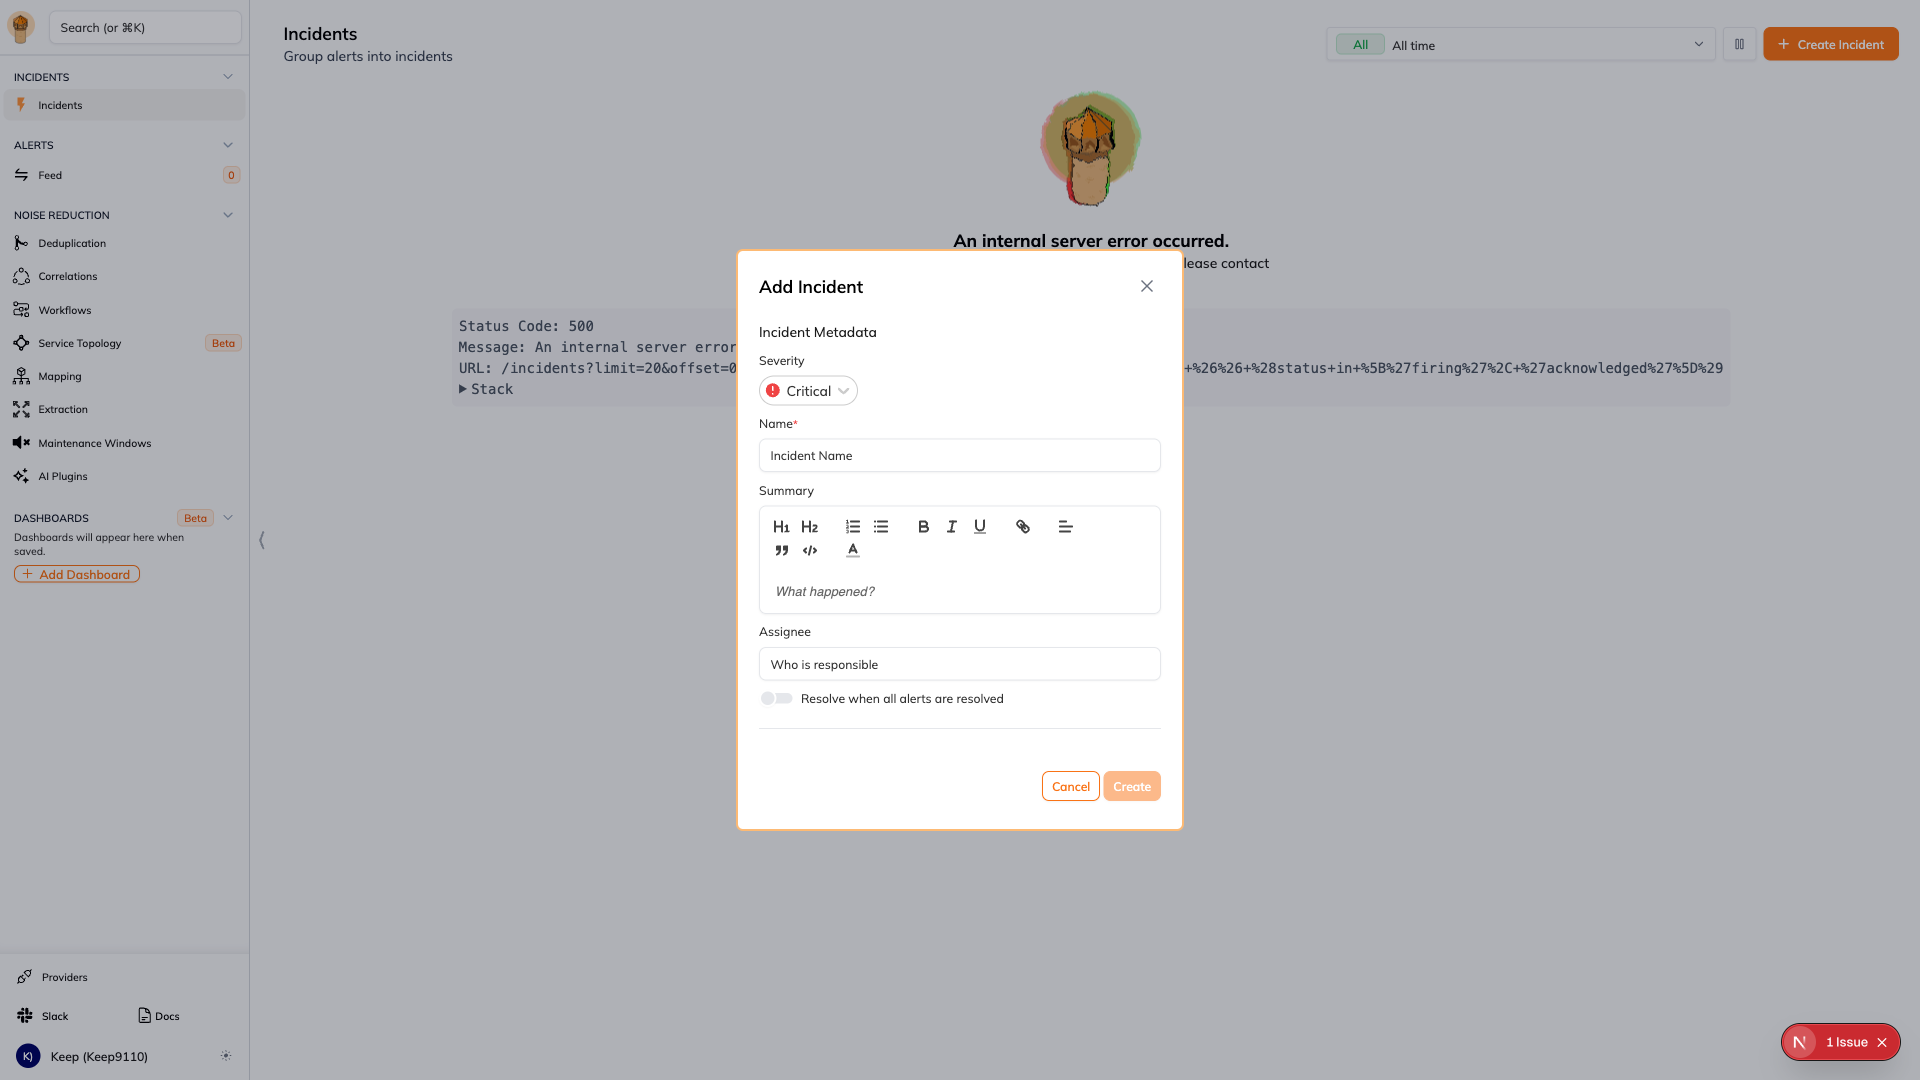 Search (or ⌘K)
INCIDENTS
Incidents
ALERTS
Feed
0
NOISE REDUCTION
Deduplication
Correlations
Workflows
Service Topology
Beta
Mapping
Extraction
Maintenance Windows
AI Plugins
DASHBOARDS
Beta
Dashboards will appear here when
saved.
Add Dashboard
Providers
Slack
Docs
K)
Keep (Keep9110)
Incidents
Group alerts into incidents
All
All time
Create Incident
An internal server error occurred.
lease contact
Status Code: 500
Message: An internal server error
URL: /incidents?limit=20&offset=0
+%26%26+%28status+in+%5B%27firing%27%2C+%27acknowledged%27%5D%29
Stack
Add Incident
Incident Metadata
Severity
Critical
Name*
Incident Name
Summary
H1 H2
B I U
A
What happened?
Assignee
Who is responsible
Resolve when all alerts are resolved
Cancel
Create
N
1 Issue